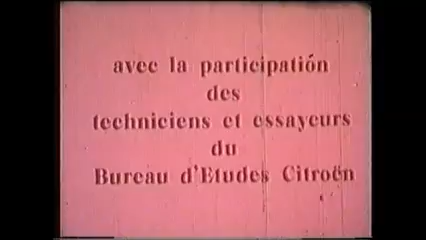 avec la participation
des
techniciens et essayeurs
du
Bureau d'Etudes Citroën